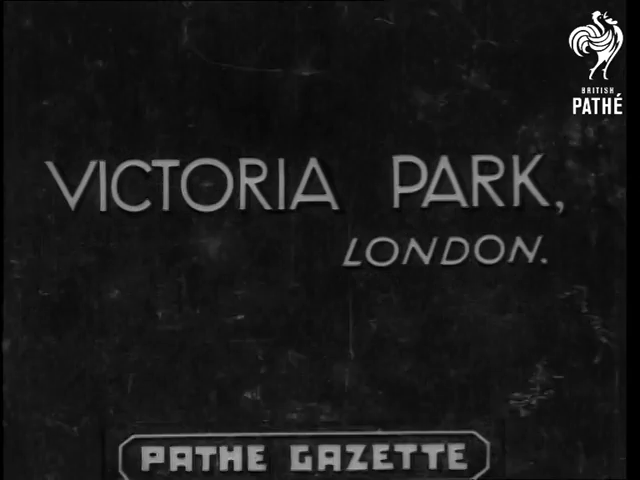 BRITISH
PATHÉ
VICTORIA PARK,
LONDON.
PATHE GAZETTE